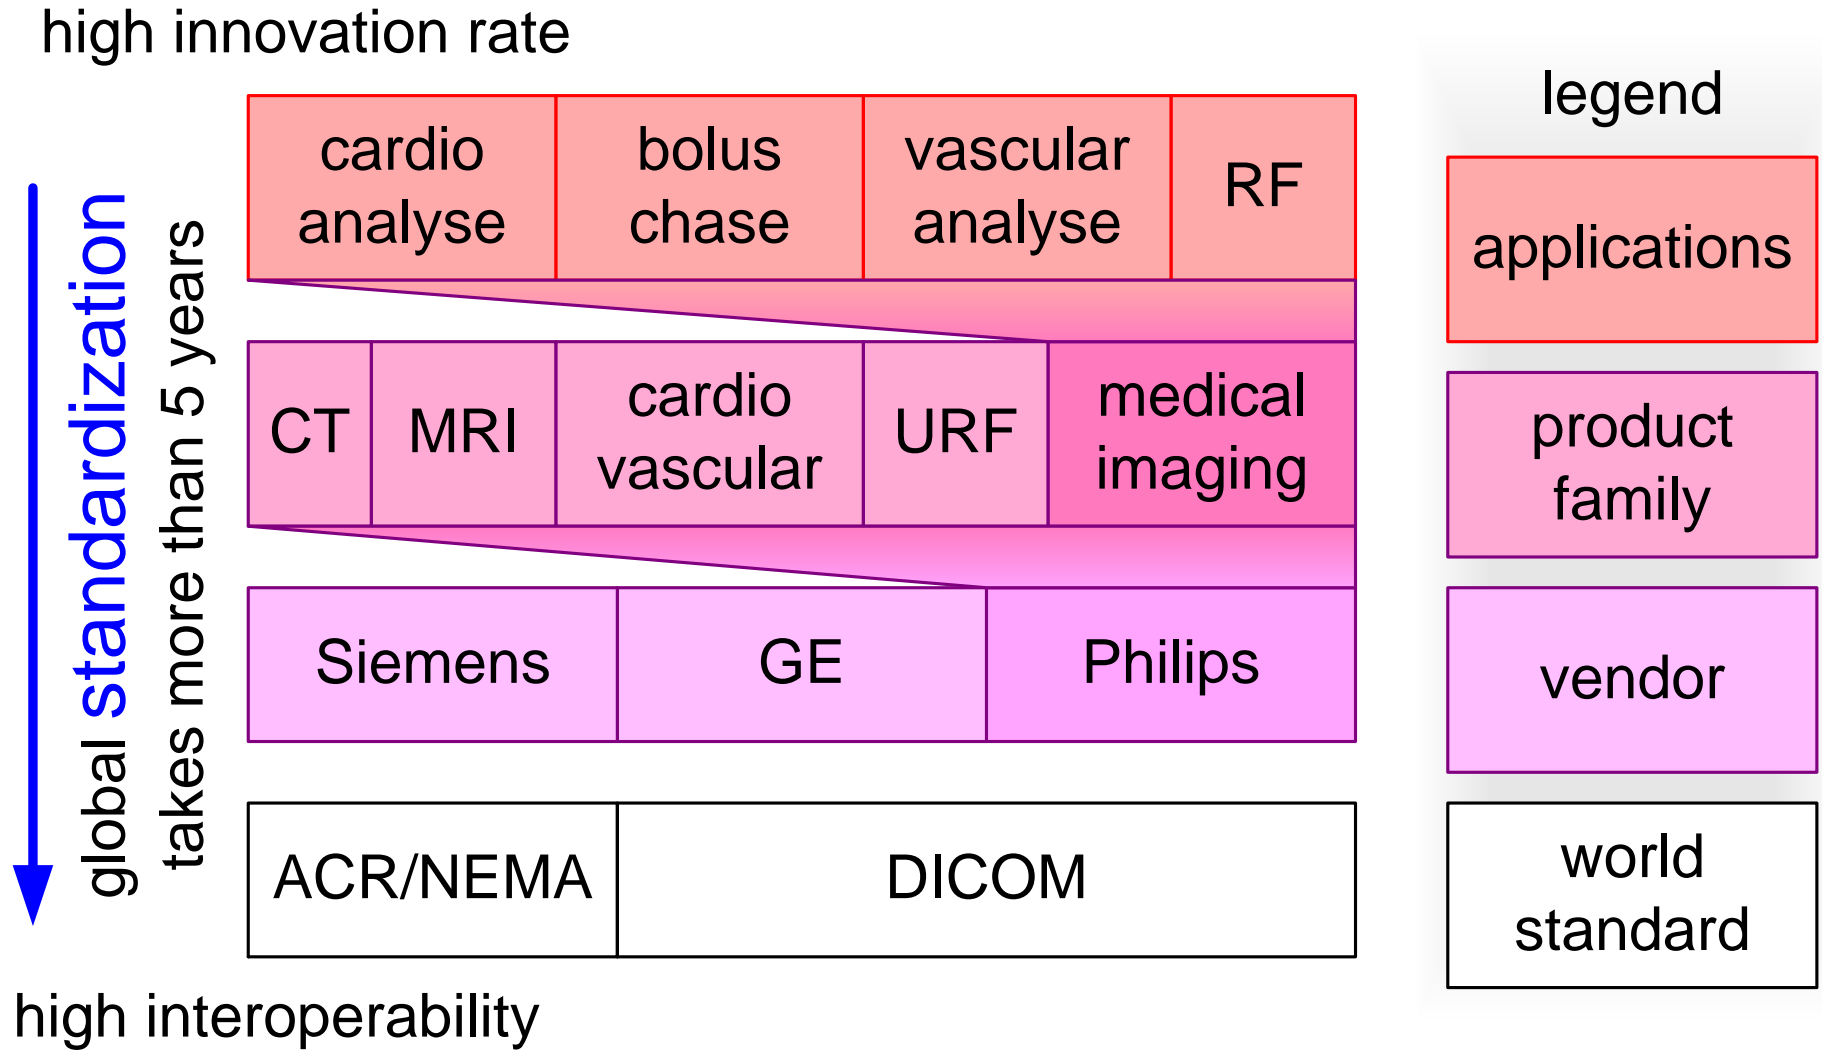 high innovation rate
global standardization
takes more than 5 years
cardio
analyse
bolus
chase
vascular
analyse
RF
CT
MRI
cardio
vascular
URF
medical
imaging
Siemens
GE
Philips
ACR/NEMA
DICOM
high interoperability
legend
applications
product
family
vendor
world
standard